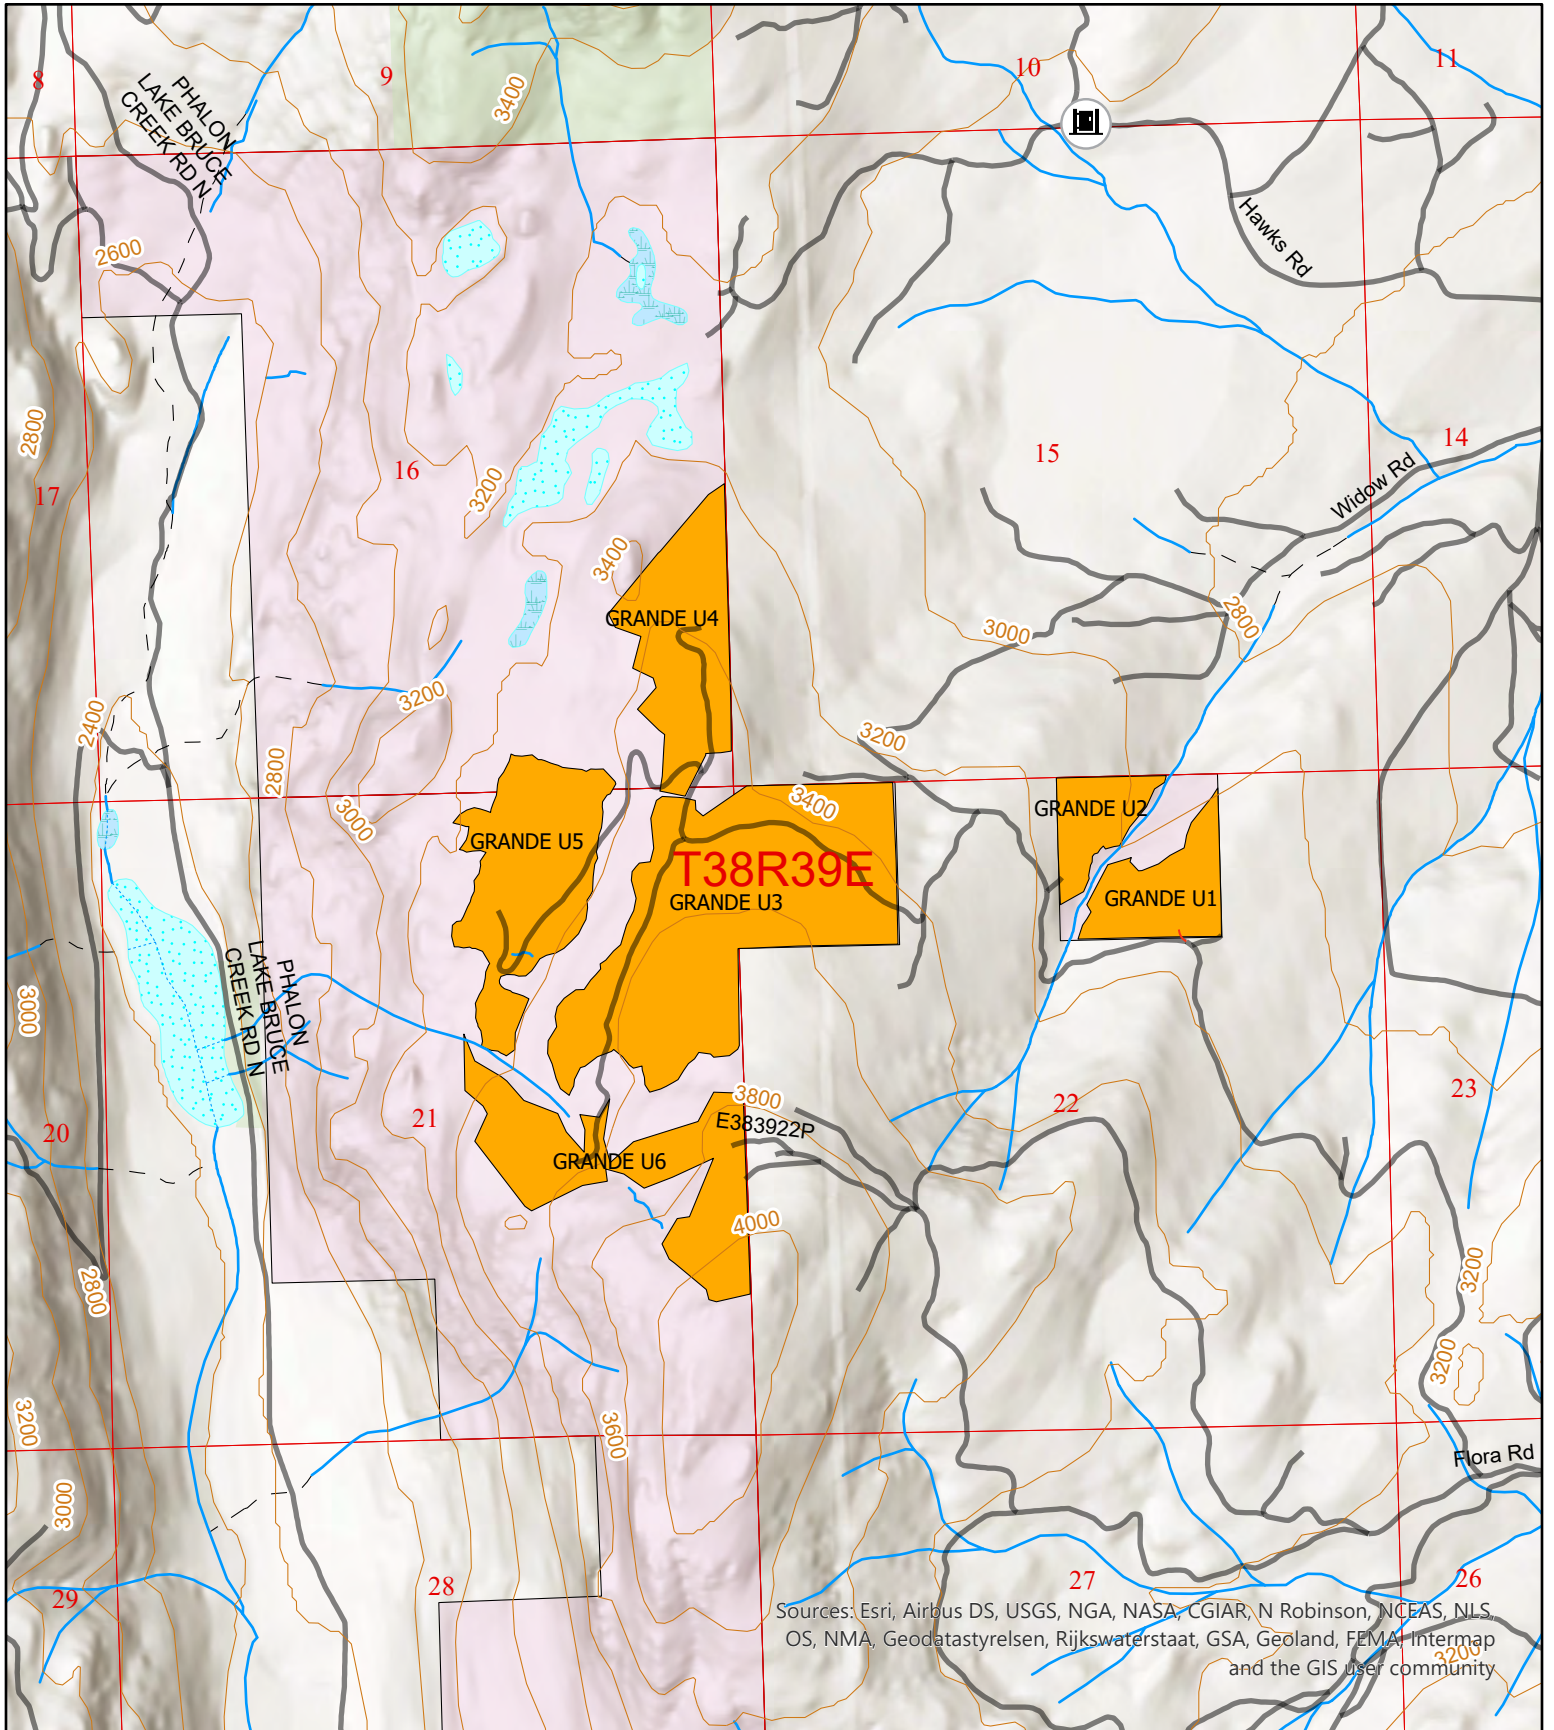 8
9
10
11
PHALON
LAKE BRUCE
CREEK RD N
3400
2600
Hawks Rd
2800
17
16
15
14
3200
Widow Rd
3400
GRANDE U4
3000
2800
3200
2400
3200
2800
3000
3400
GRANDE U5
GRANDE U2
T38R39E
GRANDE U3
GRANDE U1
PHALON
LAKE BRUCE
CREEK RD N
3000
20
21
22
23
3800
E383922P
GRANDE U6
4000
2800
3200
3200
3200
3600
Flora Rd
3000
29
28
27
26
3200
Sources: Esri, Airbus DS, USGS, NGA, NASA, CGIAR, N Robinson, NCEAS, NLS,
OS, NMA, Geodatastyrelsen, Rijkswaterstaat, GSA, Geoland, FEMA, Intermap
and the GIS user community